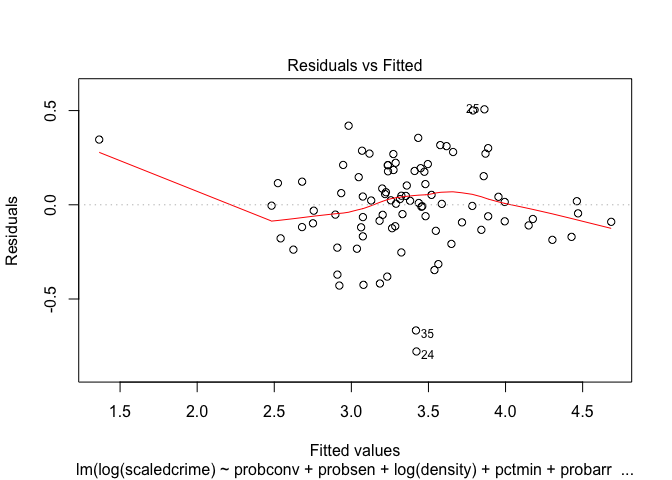 Residuals vs Fitted
Residuals
0.5
0.0
-0.5
25
35
24
1.5 2.0 2.5 3.0 3.5 4.0 4.5
Fitted values
lm(log(scaledcrime) ~ probconv + probsen + log(density) + pctmin + probarr ...